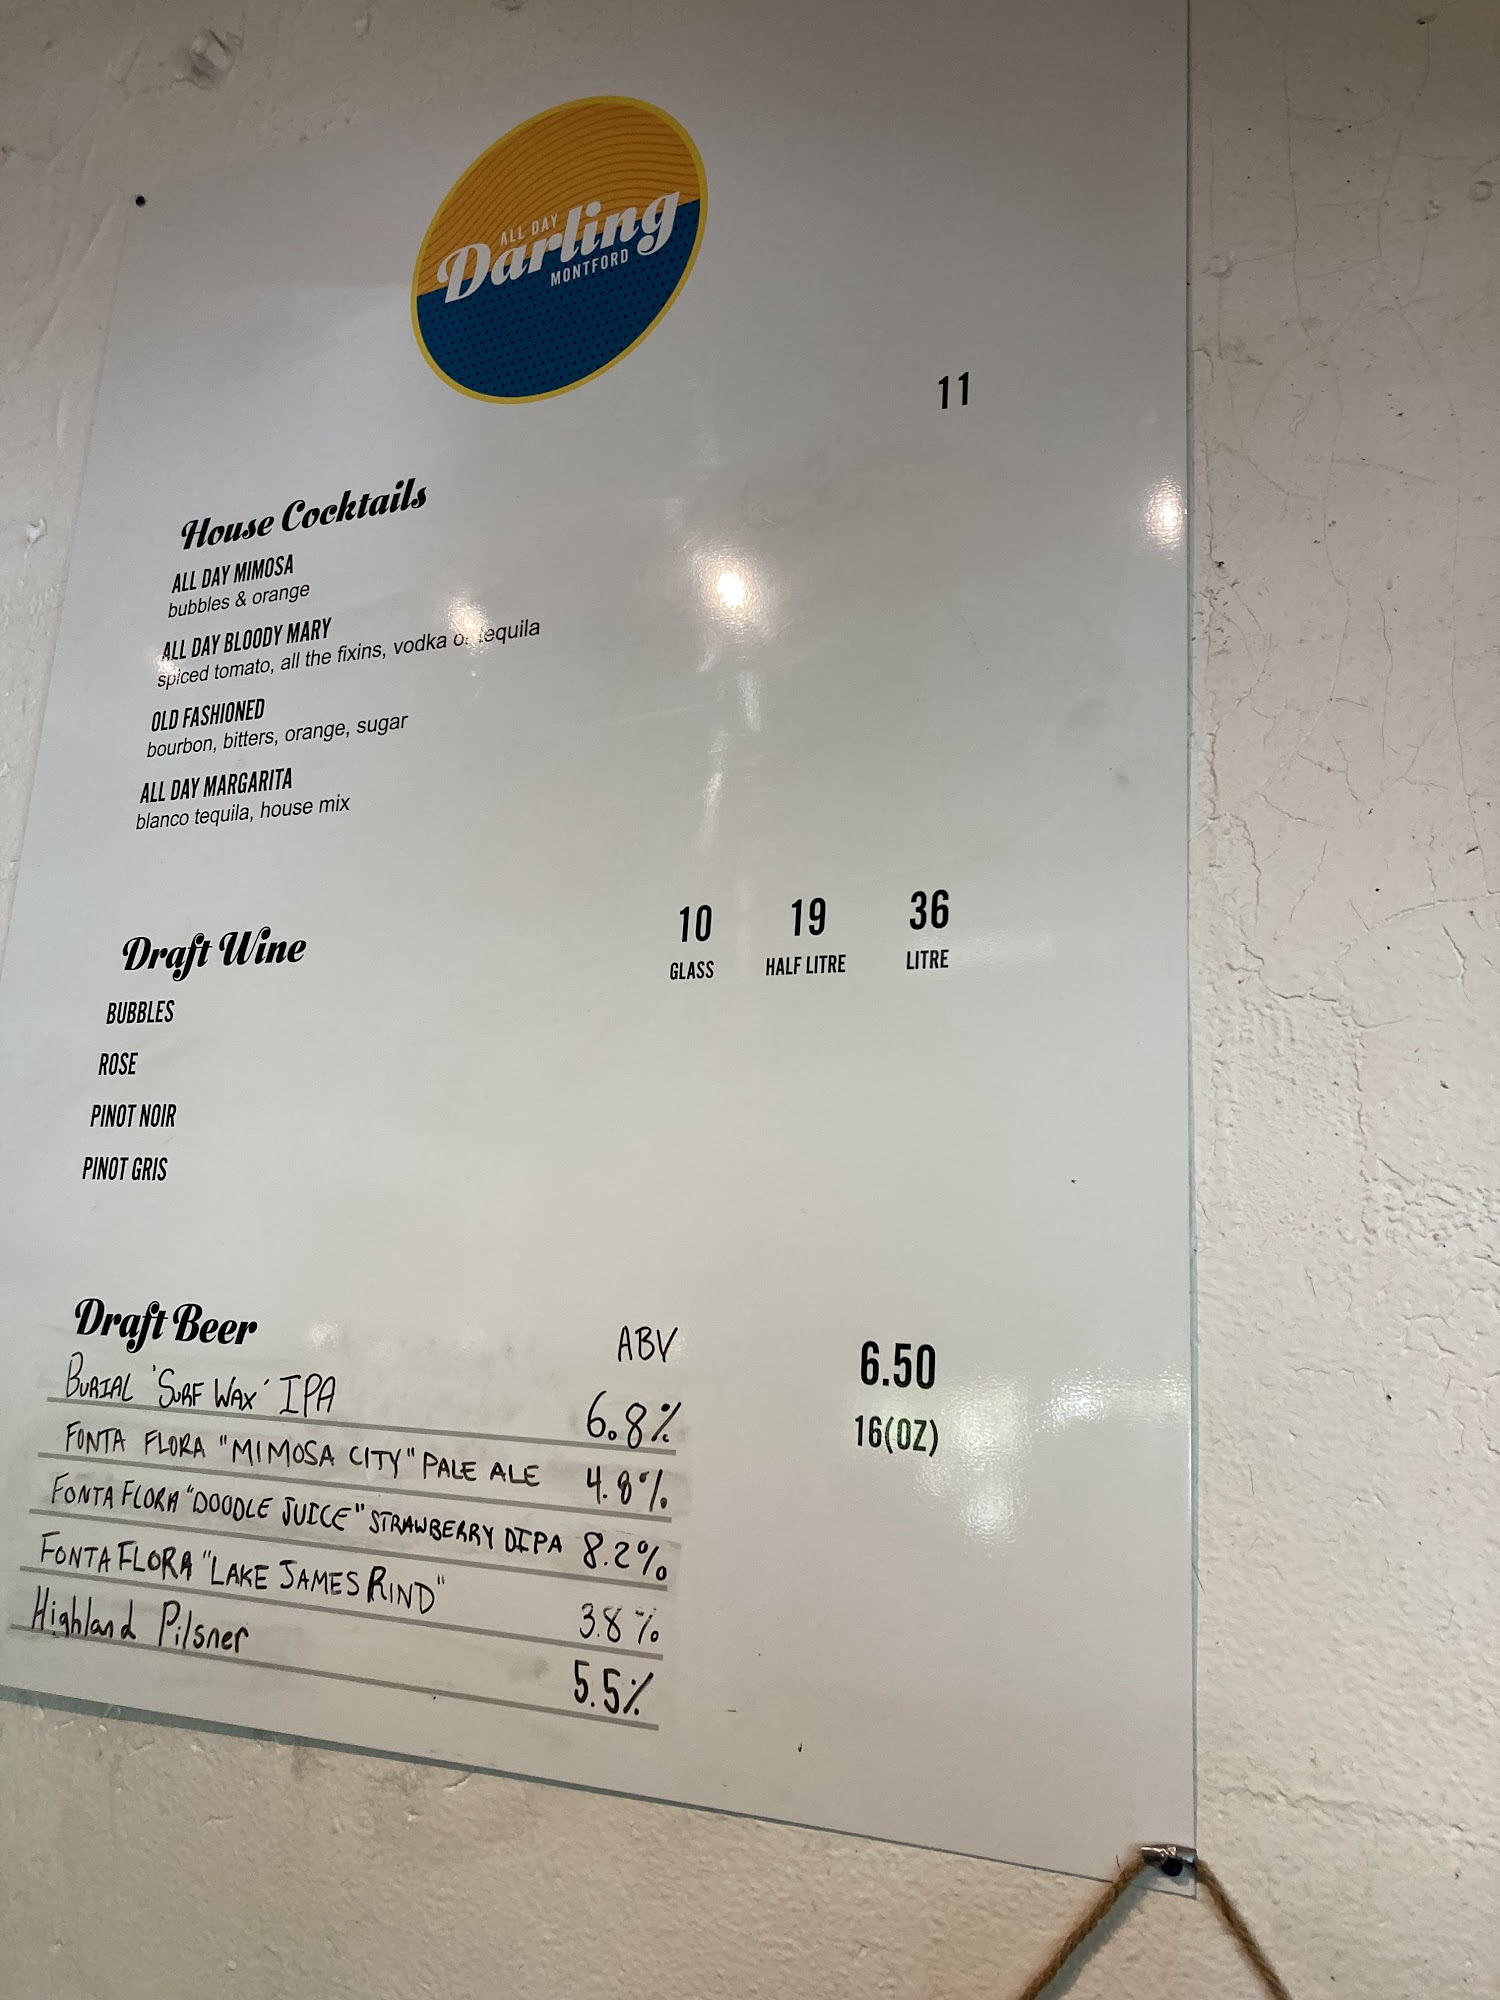 ALL DAY
Darling
MONTFORD
House Cocktails 11
ALL DAY MIMOSA
bubbles & orange
ALL DAY BLOODY MARY
spiced tomato, all the fixins, vodka or tequila
OLD FASHIONED
bourbon, bitters, orange, sugar
ALL DAY MARGARITA
blanco tequila, house mix
Draft Wine 10 19 36
GLASS HALF LITRE LITRE
BUBBLES
ROSE
PINOT NOIR
PINOT GRIS
Draft Beer ABV 6.50
16(OZ)
BURIAL 'SURF WAX' IPA 6.8%
FONTA FLORA "MIMOSA CITY" PALE ALE 4.8%
FONTA FLORA "DOODLE JUICE" STRAWBERRY DIPA 8.2%
FONTA FLORA "LAKE JAMES RIND" 3.8%
Highland Pilsner 5.5%